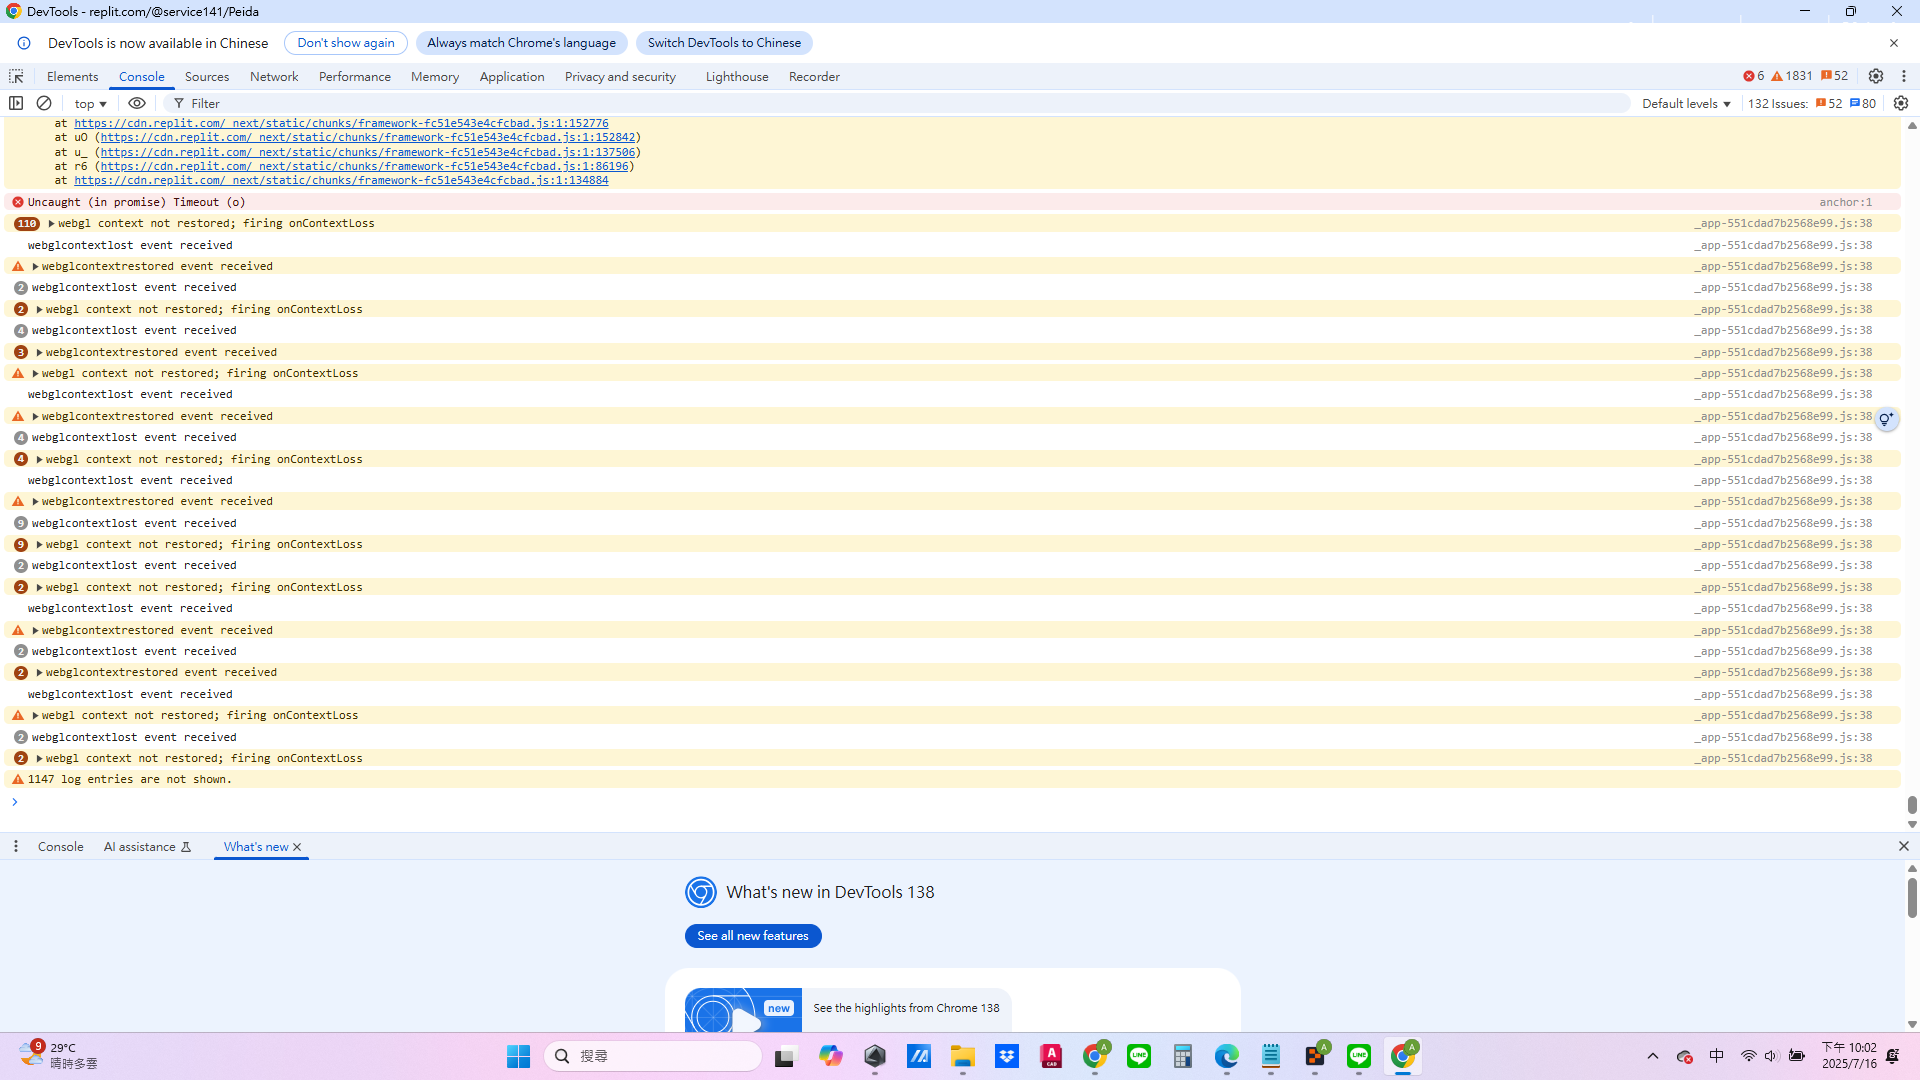 DevTools - replit.com/@service141/Peida
DevTools is now available in Chinese
Don't show again
Always match Chrome's language
Switch DevTools to Chinese
Elements Console Sources Network Performance Memory Application Privacy and security Lighthouse Recorder
6 1831 52
top Filter
Default levels 132 Issues: 52 80
at https://cdn.replit.com/_next/static/chunks/framework-fc51e543e4cfcbad.js:1:152776
at uO (https://cdn.replit.com/_next/static/chunks/framework-fc51e543e4cfcbad.js:1:152842)
at u_ (https://cdn.replit.com/_next/static/chunks/framework-fc51e543e4cfcbad.js:1:137506)
at r6 (https://cdn.replit.com/_next/static/chunks/framework-fc51e543e4cfcbad.js:1:86196)
at https://cdn.replit.com/_next/static/chunks/framework-fc51e543e4cfcbad.js:1:134884
Uncaught (in promise) Timeout (o) anchor:1
110 webgl context not restored; firing onContextLoss _app-551cdad7b2568e99.js:38
webglcontextlost event received _app-551cdad7b2568e99.js:38
webglcontextrestored event received _app-551cdad7b2568e99.js:38
2 webglcontextlost event received _app-551cdad7b2568e99.js:38
2 webgl context not restored; firing onContextLoss _app-551cdad7b2568e99.js:38
4 webglcontextlost event received _app-551cdad7b2568e99.js:38
3 webglcontextrestored event received _app-551cdad7b2568e99.js:38
webgl context not restored; firing onContextLoss _app-551cdad7b2568e99.js:38
webglcontextlost event received _app-551cdad7b2568e99.js:38
webglcontextrestored event received _app-551cdad7b2568e99.js:38
4 webglcontextlost event received _app-551cdad7b2568e99.js:38
4 webgl context not restored; firing onContextLoss _app-551cdad7b2568e99.js:38
webglcontextlost event received _app-551cdad7b2568e99.js:38
webglcontextrestored event received _app-551cdad7b2568e99.js:38
9 webglcontextlost event received _app-551cdad7b2568e99.js:38
9 webgl context not restored; firing onContextLoss _app-551cdad7b2568e99.js:38
2 webglcontextlost event received _app-551cdad7b2568e99.js:38
2 webgl context not restored; firing onContextLoss _app-551cdad7b2568e99.js:38
webglcontextlost event received _app-551cdad7b2568e99.js:38
webglcontextrestored event received _app-551cdad7b2568e99.js:38
2 webglcontextlost event received _app-551cdad7b2568e99.js:38
2 webglcontextrestored event received _app-551cdad7b2568e99.js:38
webglcontextlost event received _app-551cdad7b2568e99.js:38
webgl context not restored; firing onContextLoss _app-551cdad7b2568e99.js:38
2 webglcontextlost event received _app-551cdad7b2568e99.js:38
2 webgl context not restored; firing onContextLoss _app-551cdad7b2568e99.js:38
1147 log entries are not shown.
Console AI assistance What's new
What's new in DevTools 138
See all new features
new
See the highlights from Chrome 138
9
29°C
晴時多雲
搜尋
A
CAD
A
LINE
A
LINE
A
中
下午 10:02
2025/7/16